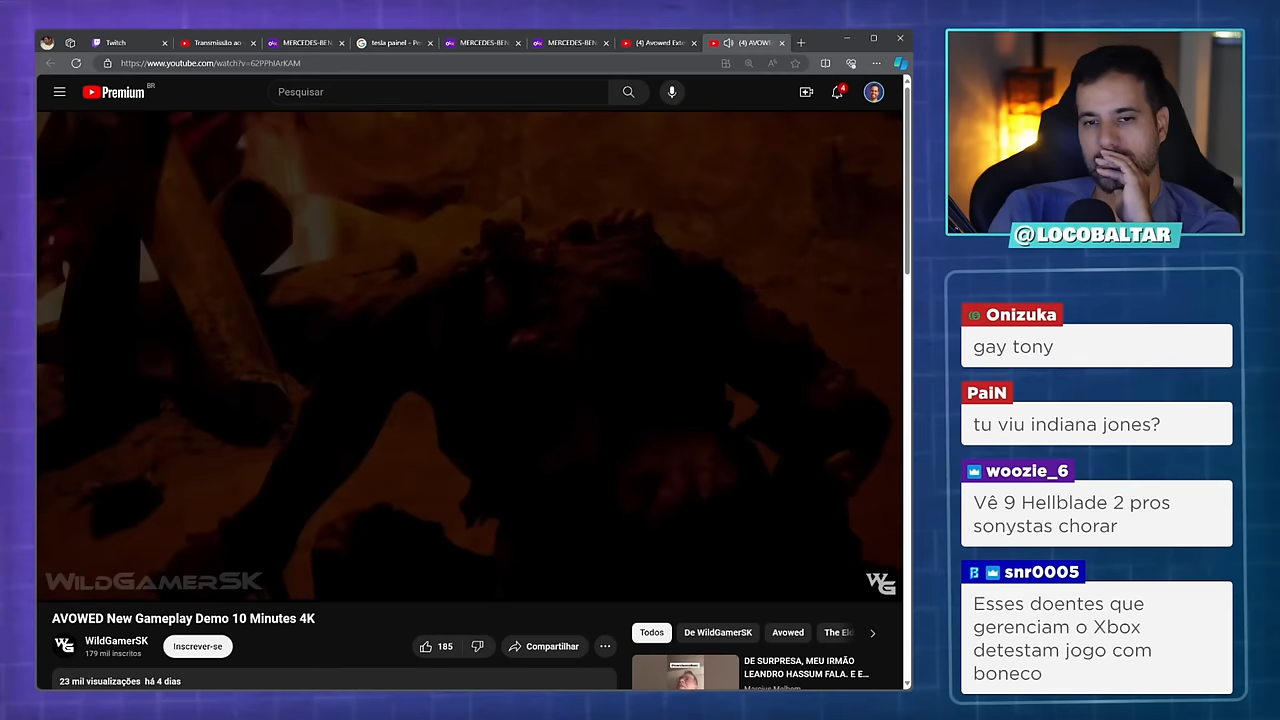 Twitch
Transmissão ao
MERCEDES-BEN
tesla painel - Pe
MERCEDES-BEN
MERCEDES-BEN
(4) Avowed Exte
(4) AVOWE
https://www.youtube.com/watch?v=62PPhIArKAM
Premium BR
Pesquisar
4
WILDGAMERSK
WG
AVOWED New Gameplay Demo 10 Minutes 4K
WildGamerSK
179 mil inscritos
Inscrever-se
185
Compartilhar
23 mil visualizações há 4 dias
Todos
De WildGamerSK
Avowed
The Eld
DE SURPRESA, MEU IRMÃO
LEANDRO HASSUM FALA. E E...
@LOCOBALTAR
Onizuka
gay tony
PaiN
tu viu indiana jones?
woozie_6
Vê 9 Hellblade 2 pros
sonystas chorar
snr0005
Esses doentes que
gerenciam o Xbox
detestam jogo com
boneco